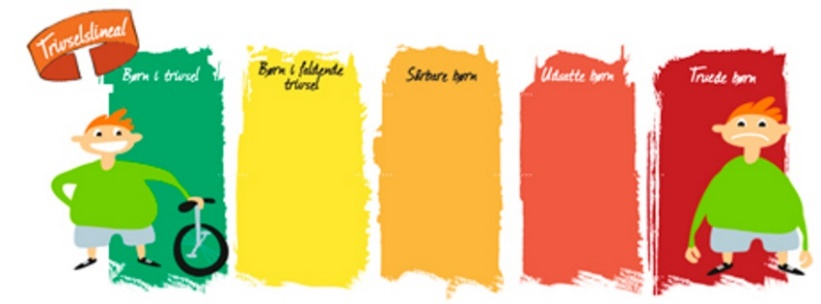 Trivselslineal
Børn i trivsel
Børn i faldende
trivsel
Sårbare børn
Udsatte børn
Truede børn